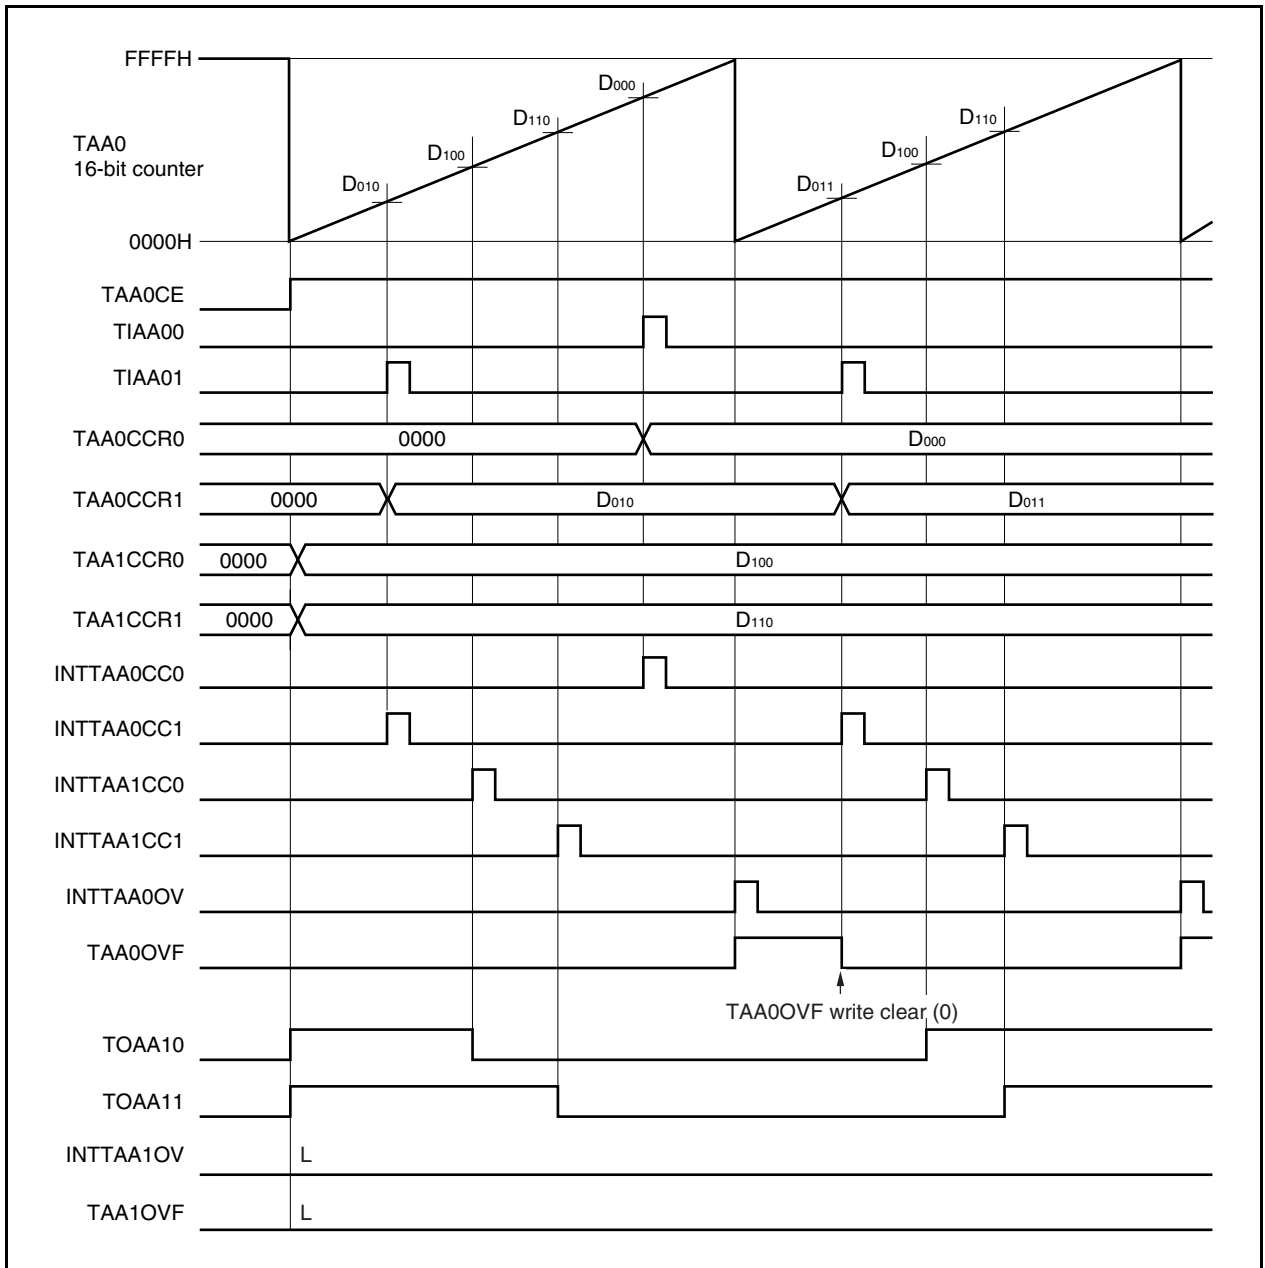 FFFFH
D000
D110
D110
TAA0
16-bit counter
D100
D100
D010
D011
0000H
TAA0CE
TIAA00
TIAA01
TAA0CCR0 0000 D000
TAA0CCR1 0000 D010 D011
TAA1CCR0 0000 D100
TAA1CCR1 0000 D110
INTTAA0CC0
INTTAA0CC1
INTTAA1CC0
INTTAA1CC1
INTTAA0OV
TAA0OVF
TAA0OVF write clear (0)
TOAA10
TOAA11
INTTAA1OV L
TAA1OVF L